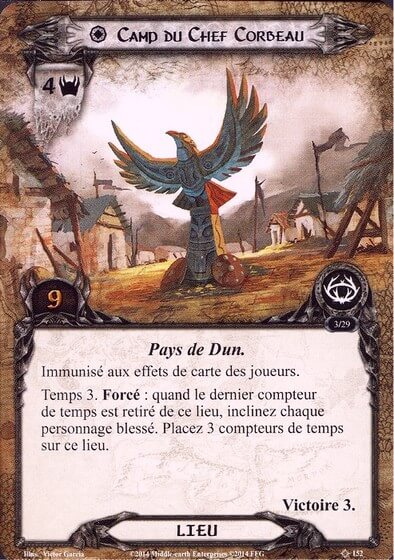 Camp du Chef Corbeau
4
9
3/29
Pays de Dun.
Immunisé aux effets de carte des joueurs.
Temps 3. Forcé : quand le dernier compteur
de temps est retiré de ce lieu, inclinez chaque
personnage blessé. Placez 3 compteurs de temps
sur ce lieu.
Victoire 3.
LIEU
Illus. Victor Garcia ©2014 Middle-earth Enterprises ©2014 FFG 152